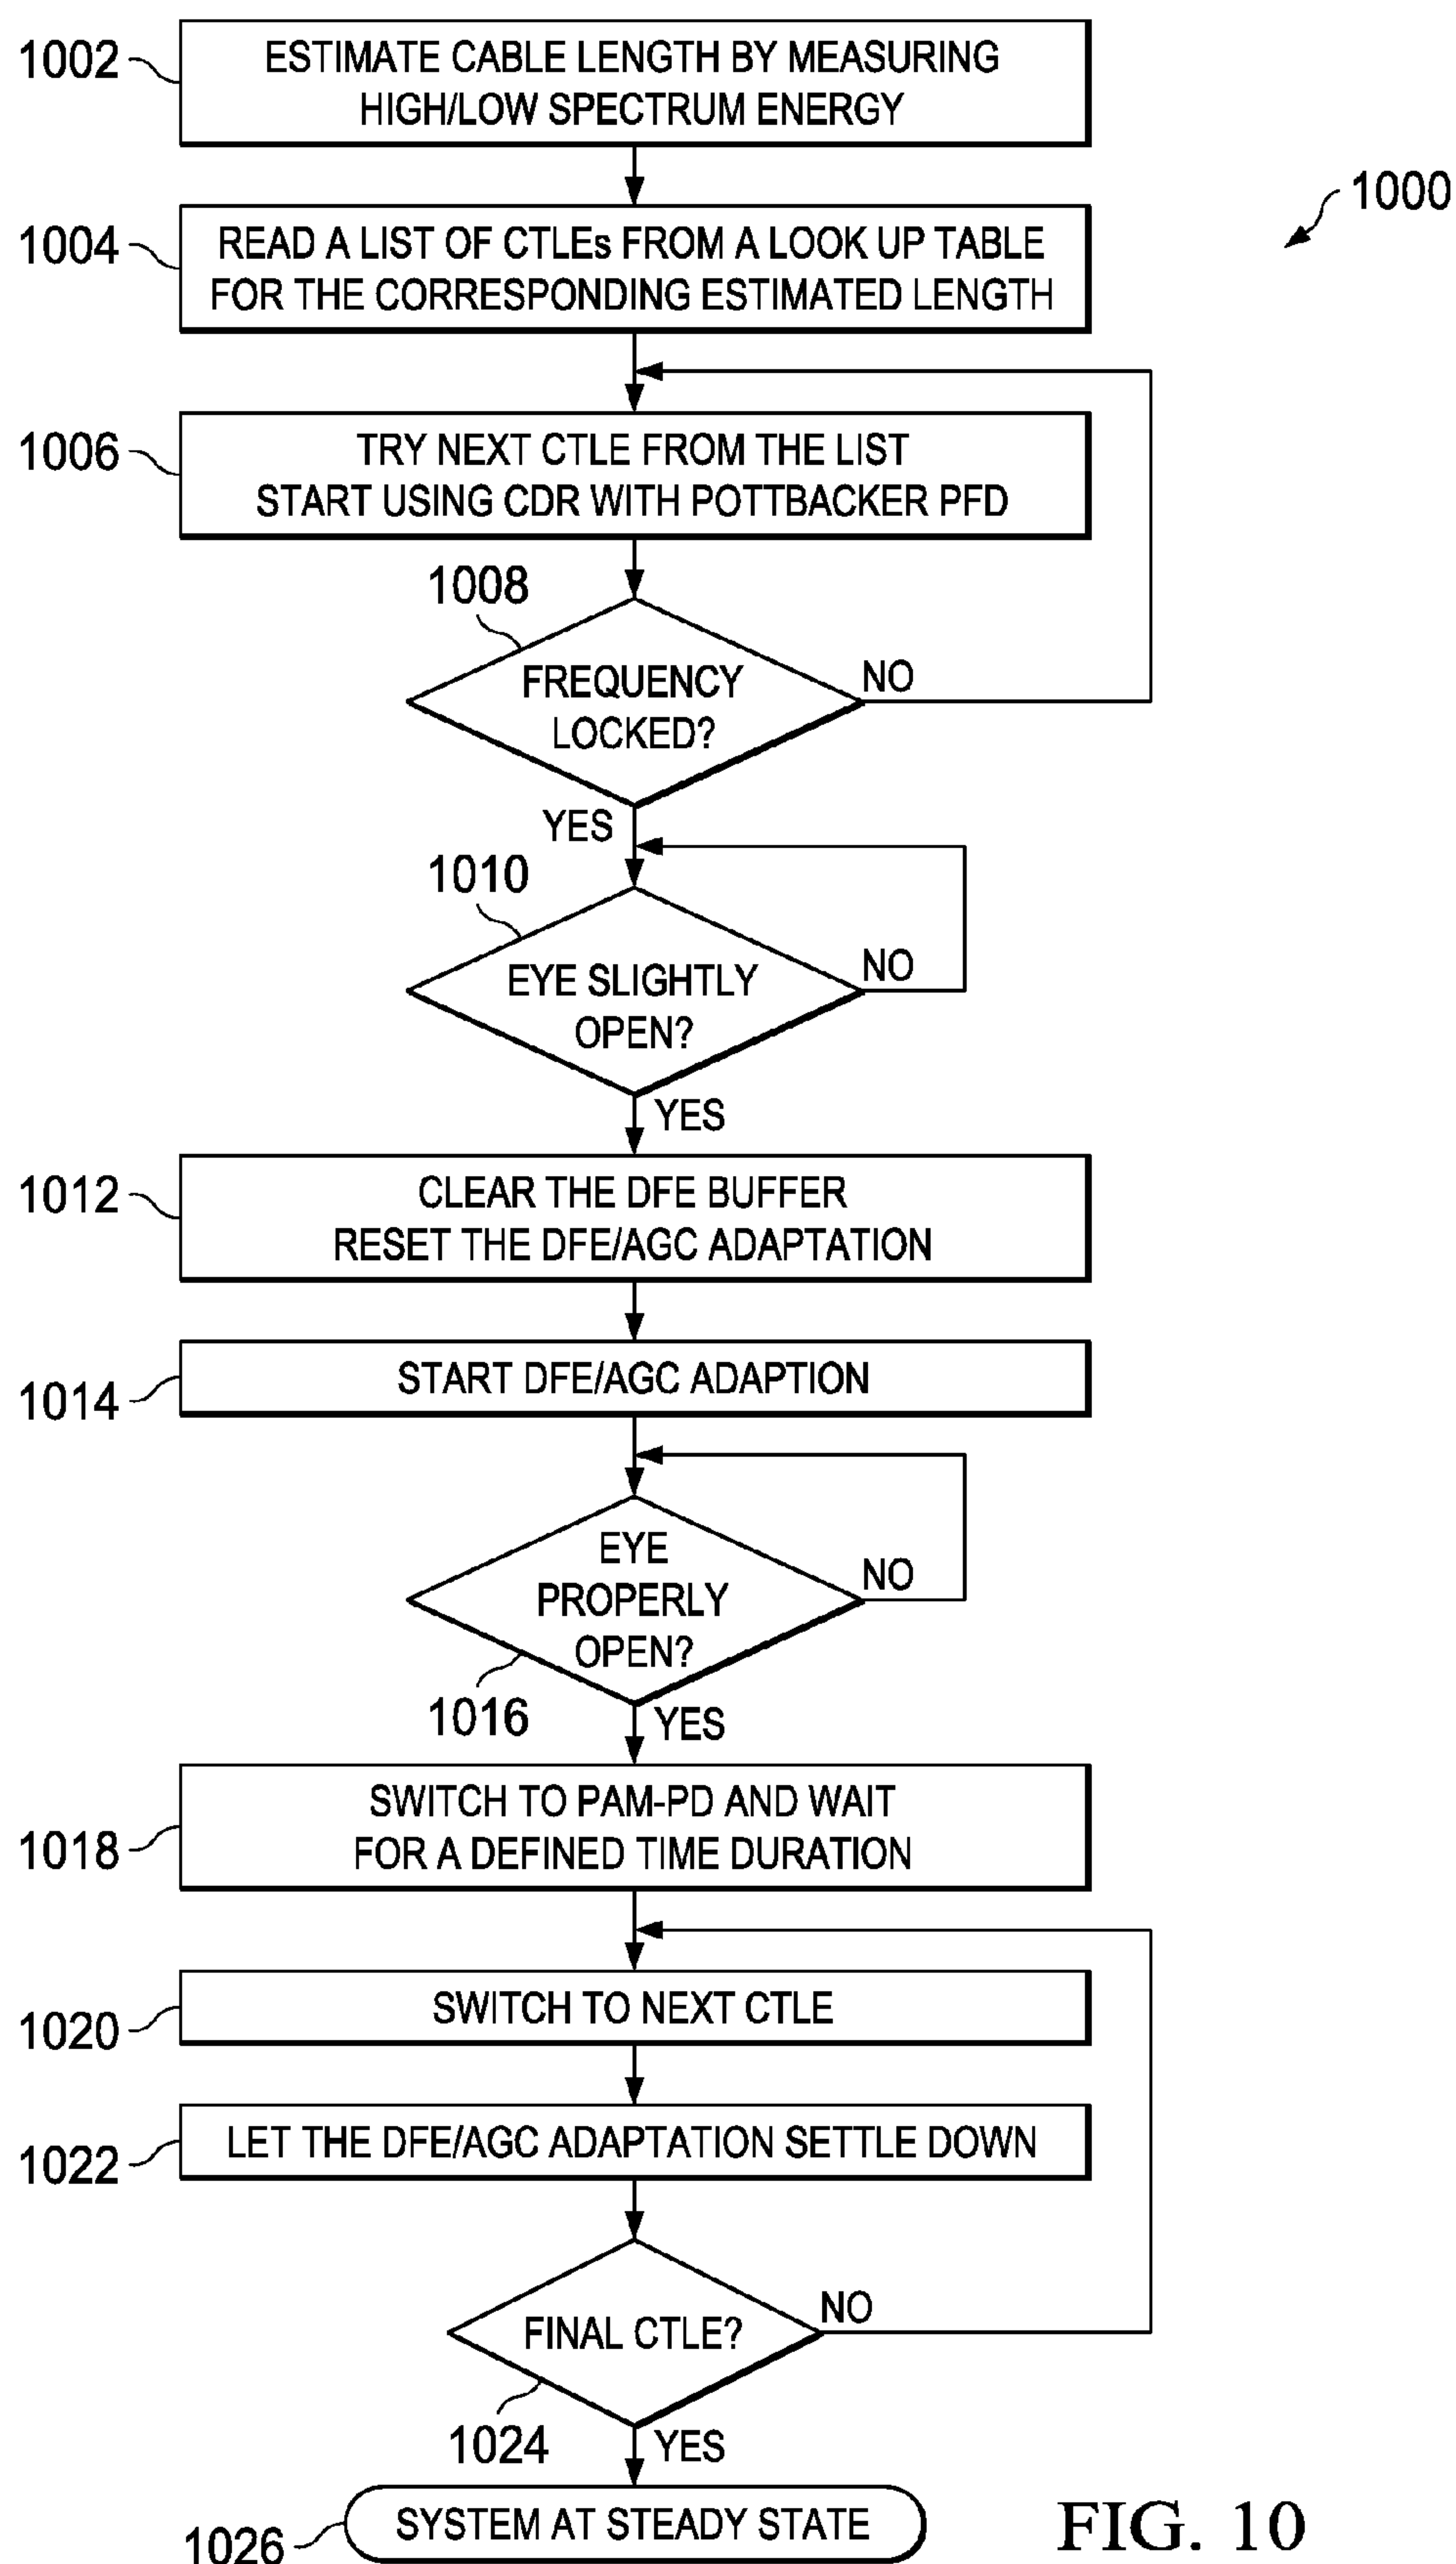 1002
ESTIMATE CABLE LENGTH BY MEASURING
HIGH/LOW SPECTRUM ENERGY
1000
1004
READ A LIST OF CTLEs FROM A LOOK UP TABLE
FOR THE CORRESPONDING ESTIMATED LENGTH
1006
TRY NEXT CTLE FROM THE LIST
START USING CDR WITH POTTBACKER PFD
1008
FREQUENCY
LOCKED?
NO
YES
1010
EYE SLIGHTLY
OPEN?
NO
YES
1012
CLEAR THE DFE BUFFER
RESET THE DFE/AGC ADAPTATION
1014
START DFE/AGC ADAPTION
EYE
PROPERLY
OPEN?
NO
1016
YES
1018
SWITCH TO PAM-PD AND WAIT
FOR A DEFINED TIME DURATION
1020
SWITCH TO NEXT CTLE
1022
LET THE DFE/AGC ADAPTATION SETTLE DOWN
FINAL CTLE?
NO
1024
YES
1026
SYSTEM AT STEADY STATE
FIG. 10